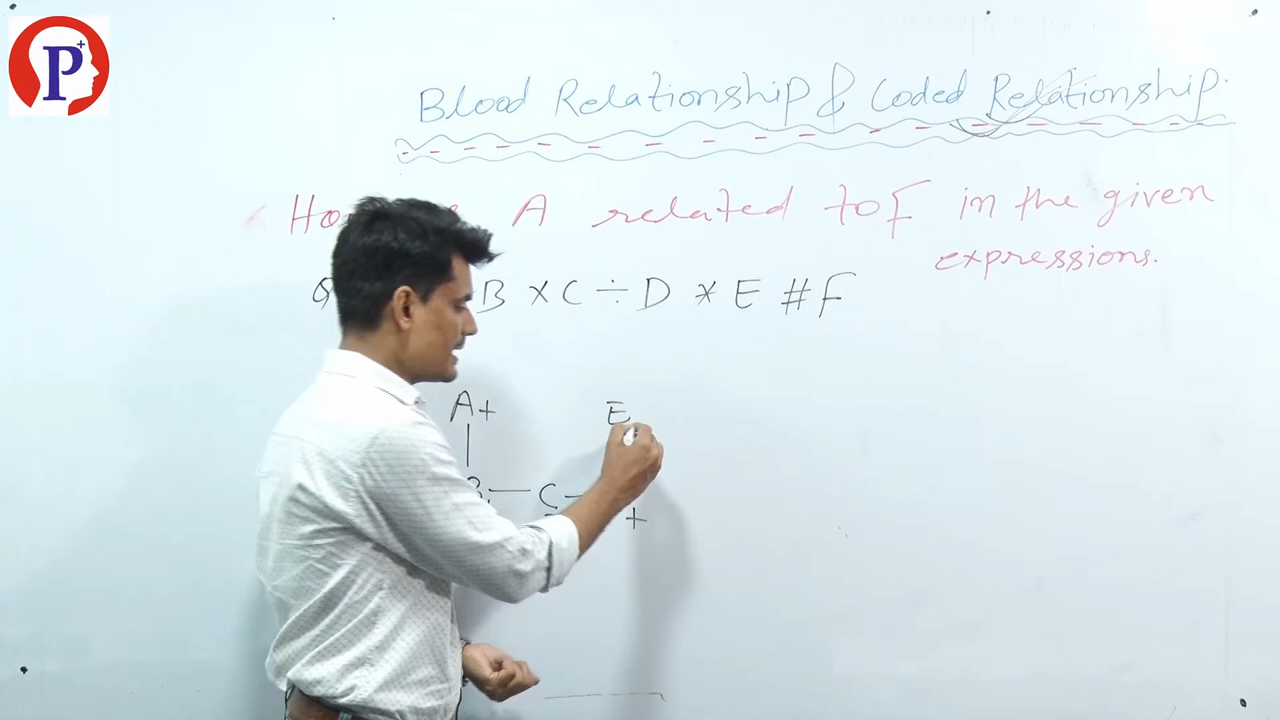 P+
Blood Relationship & Coded Relationship.
A related to F in the given
expressions.
B × C ÷ D * E # F
A+ E
C
+